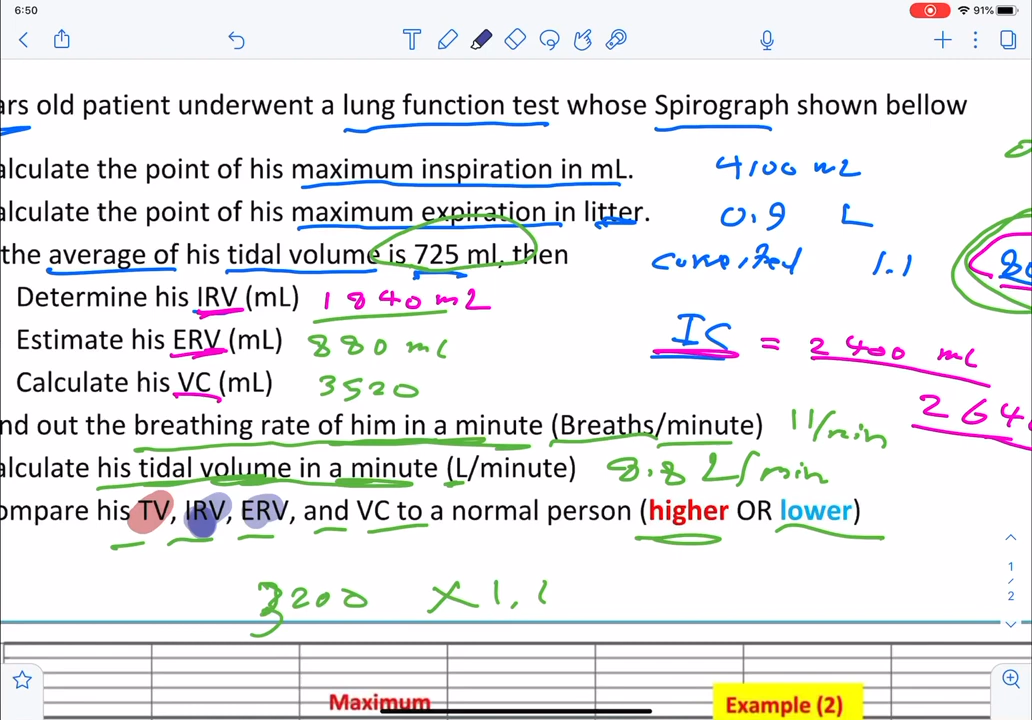 6:50
91%
T
ars old patient underwent a lung function test whose Spirograph shown bellow
alculate the point of his maximum inspiration in mL. 4100 mL
alculate the point of his maximum expiration in litter. 0.9 L
the average of his tidal volume is 725 ml, then corrected 1.1 80
Determine his IRV (mL) 1840 mL
IC = 2400 mL
Estimate his ERV (mL) 880 mL
Calculate his VC (mL) 3520
264
nd out the breathing rate of him in a minute (Breaths/minute) 11/min
alculate his tidal volume in a minute (L/minute) 8.8 L/min
ompare his TV, IRV, ERV, and VC to a normal person (higher OR lower)
3200 X 1.1
1
/
2
Maximum
Example (2)